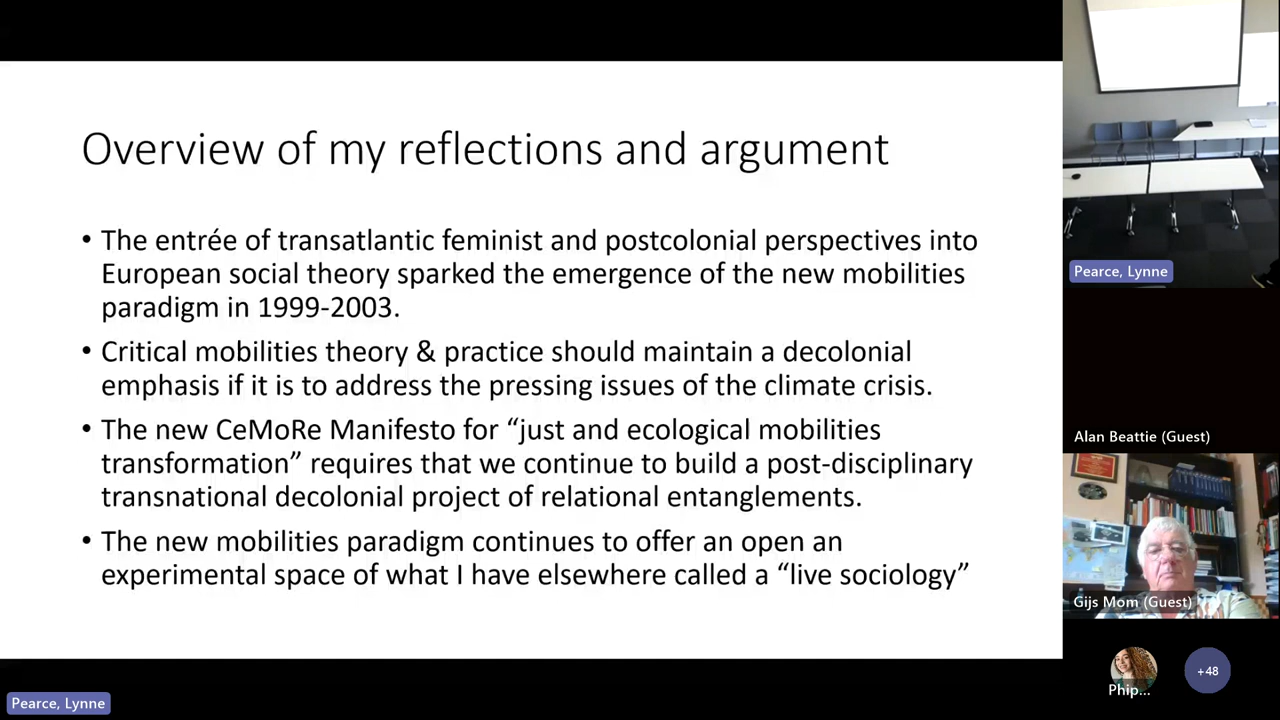 Overview of my reflections and argument
• The entrée of transatlantic feminist and postcolonial perspectives into
European social theory sparked the emergence of the new mobilities
paradigm in 1999-2003.
• Critical mobilities theory & practice should maintain a decolonial
emphasis if it is to address the pressing issues of the climate crisis.
• The new CeMoRe Manifesto for “just and ecological mobilities
transformation” requires that we continue to build a post-disciplinary
transnational decolonial project of relational entanglements.
• The new mobilities paradigm continues to offer an open an
experimental space of what I have elsewhere called a “live sociology”
Pearce, Lynne
Pearce, Lynne
Alan Beattie (Guest)
Gijs Mom (Guest)
Phip...
+48